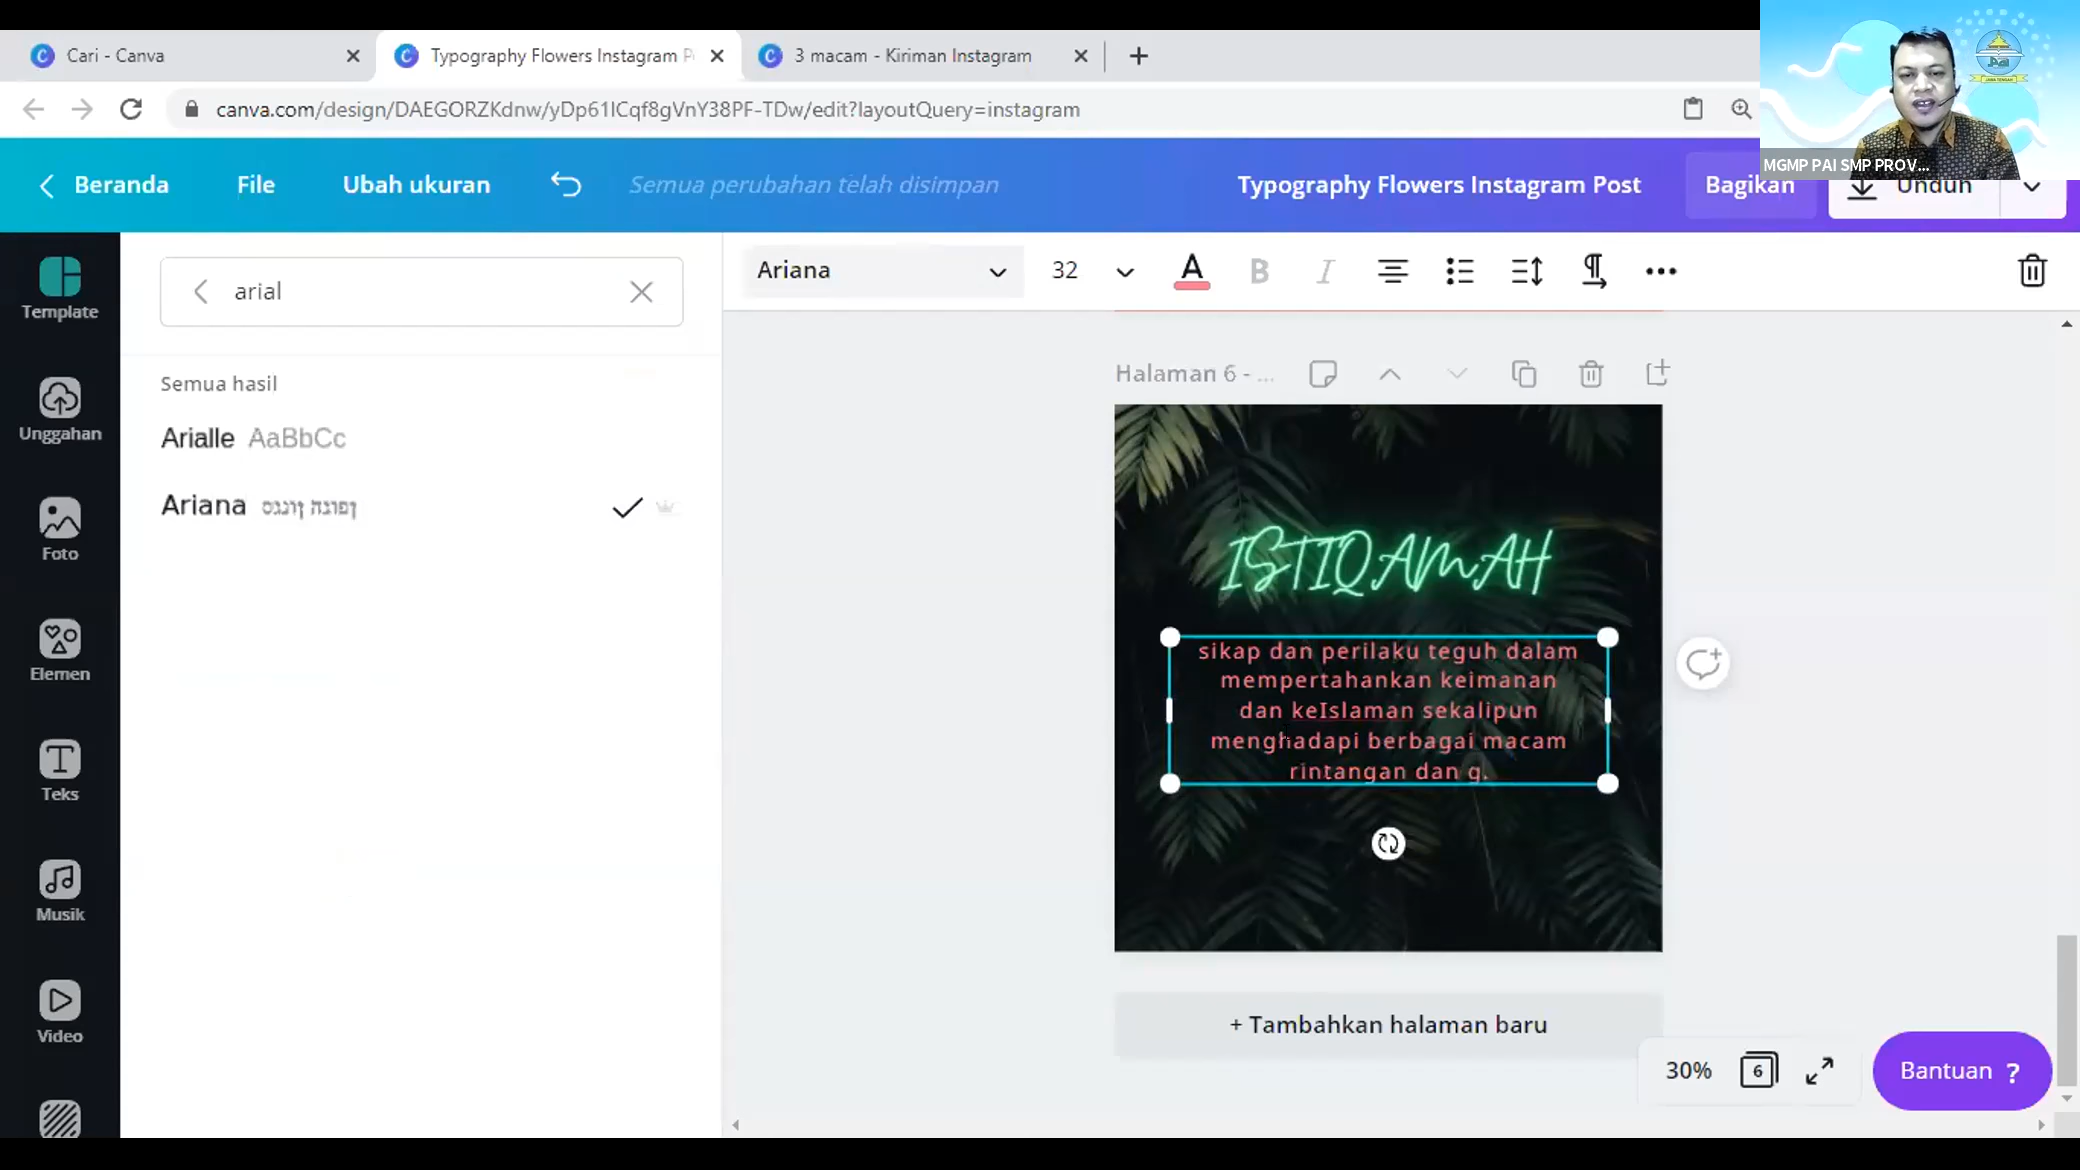 Cari - Canva
Typography Flowers Instagram P
3 macam - Kiriman Instagram
canva.com/design/DAEGORZKdnw/yDp61ICqf8gVnY38PF-TDw/edit?layoutQuery=instagram
MGMP PAI SMP PROV...
Beranda
File
Ubah ukuran
Semua perubahan telah disimpan
Typography Flowers Instagram Post
Bagikan
Unduh
Template
Unggahan
Foto
Elemen
Teks
Musik
Video
arial
Semua hasil
Arialle AaBbCc
Ariana סגנון הגופן
Ariana
32
A
B
I
Halaman 6 - ...
ISTIQAMAH
sikap dan perilaku teguh dalam
mempertahankan keimanan
dan keIslaman sekalipun
menghadapi berbagai macam
rintangan dan g.
+ Tambahkan halaman baru
30%
6
Bantuan ?